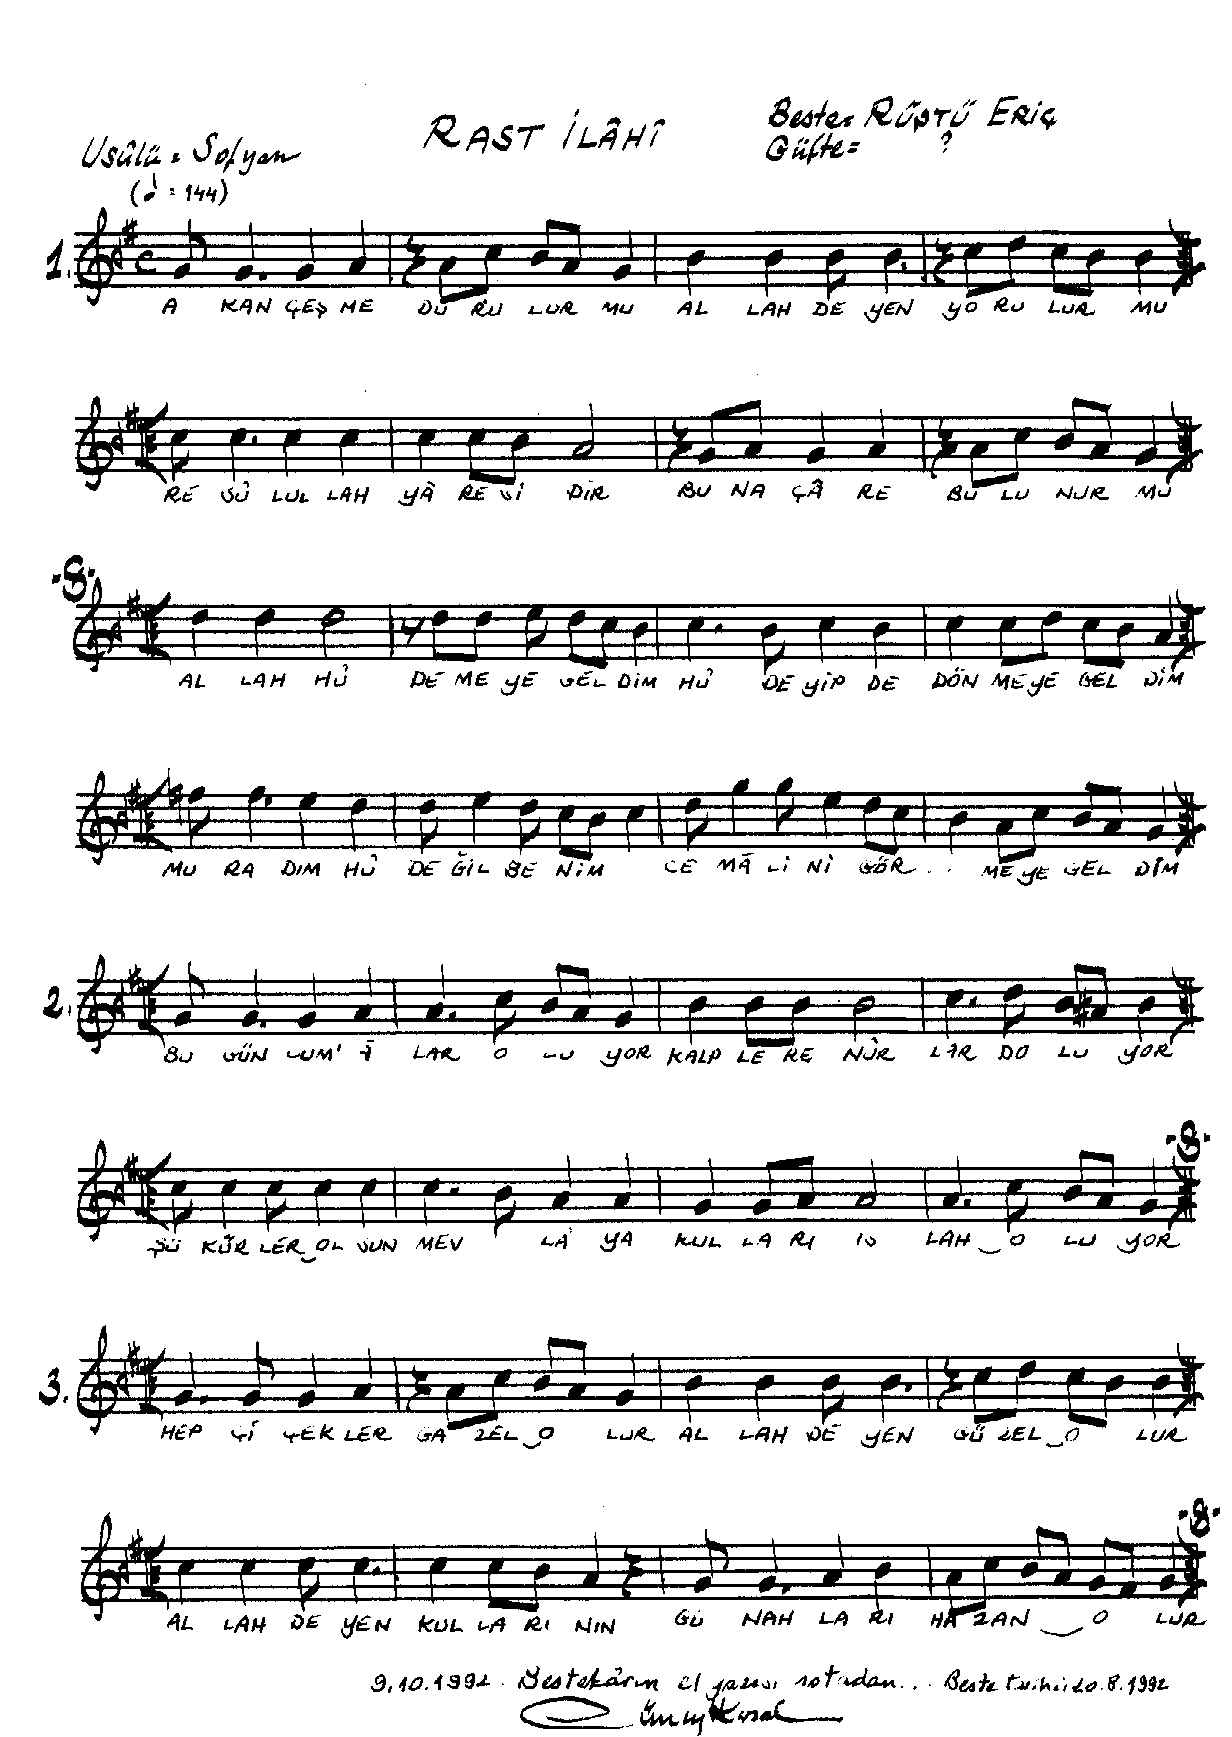 RAST İLÂHÎ
Beste= RÜŞTÜ ERİÇ
Usûlü = Sofyan
Güfte= ?
(♩ = 144)
1.
A KAN ÇEŞ ME DU RU LUR MU AL LAH DE YEN YO RU LUR MU
RE SÛ LUL LAH YÂ RE Sİ DİR BU NA ÇÂ RE BU LU NUR MU
AL LAH HÛ DE ME YE GEL DİM HÛ DE YİP DE DÖN ME YE GEL DİM
MU RA DIM HÛ DE ĞİL BE NİM CE MÂ Lİ Nİ GÖR . . ME YE GEL DİM
2.
BU GÜN CUM' Â LAR O LU YOR KALP LE RE NÛR LAR DO LU YOR
ŞÜ KÜR LER OL SUN MEV LÂ YA KUL LA RI IS LAH O LU YOR
3.
HEP Çİ ÇEK LER GA ZEL O LUR AL LAH DE YEN GÜ ZEL O LUR
AL LAH DE YEN KUL LA RI NIN GÜ NAH LA RI HA ZAN O LUR
9.10.1992 Bestekârın el yazısı notadan... Beste tarihi: 20.8.1992